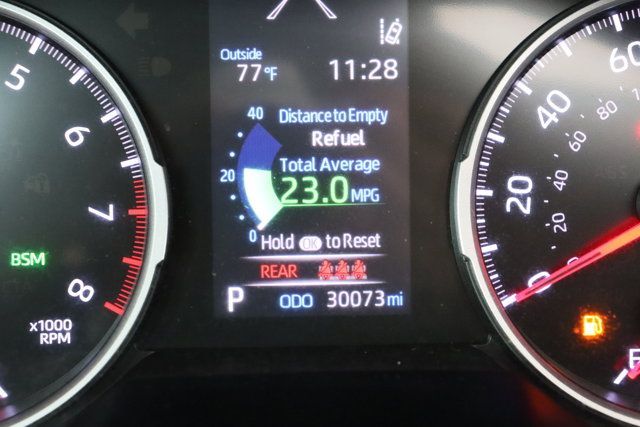 Outside
77°F 11:28
40 Distance to Empty
Refuel
20 Total Average
23.0 MPG
0 Hold OK to Reset
REAR
P ODO 30073 mi
5
6
7
8
x1000
RPM
BSM
0
20
40
60
20
40
60
80
E